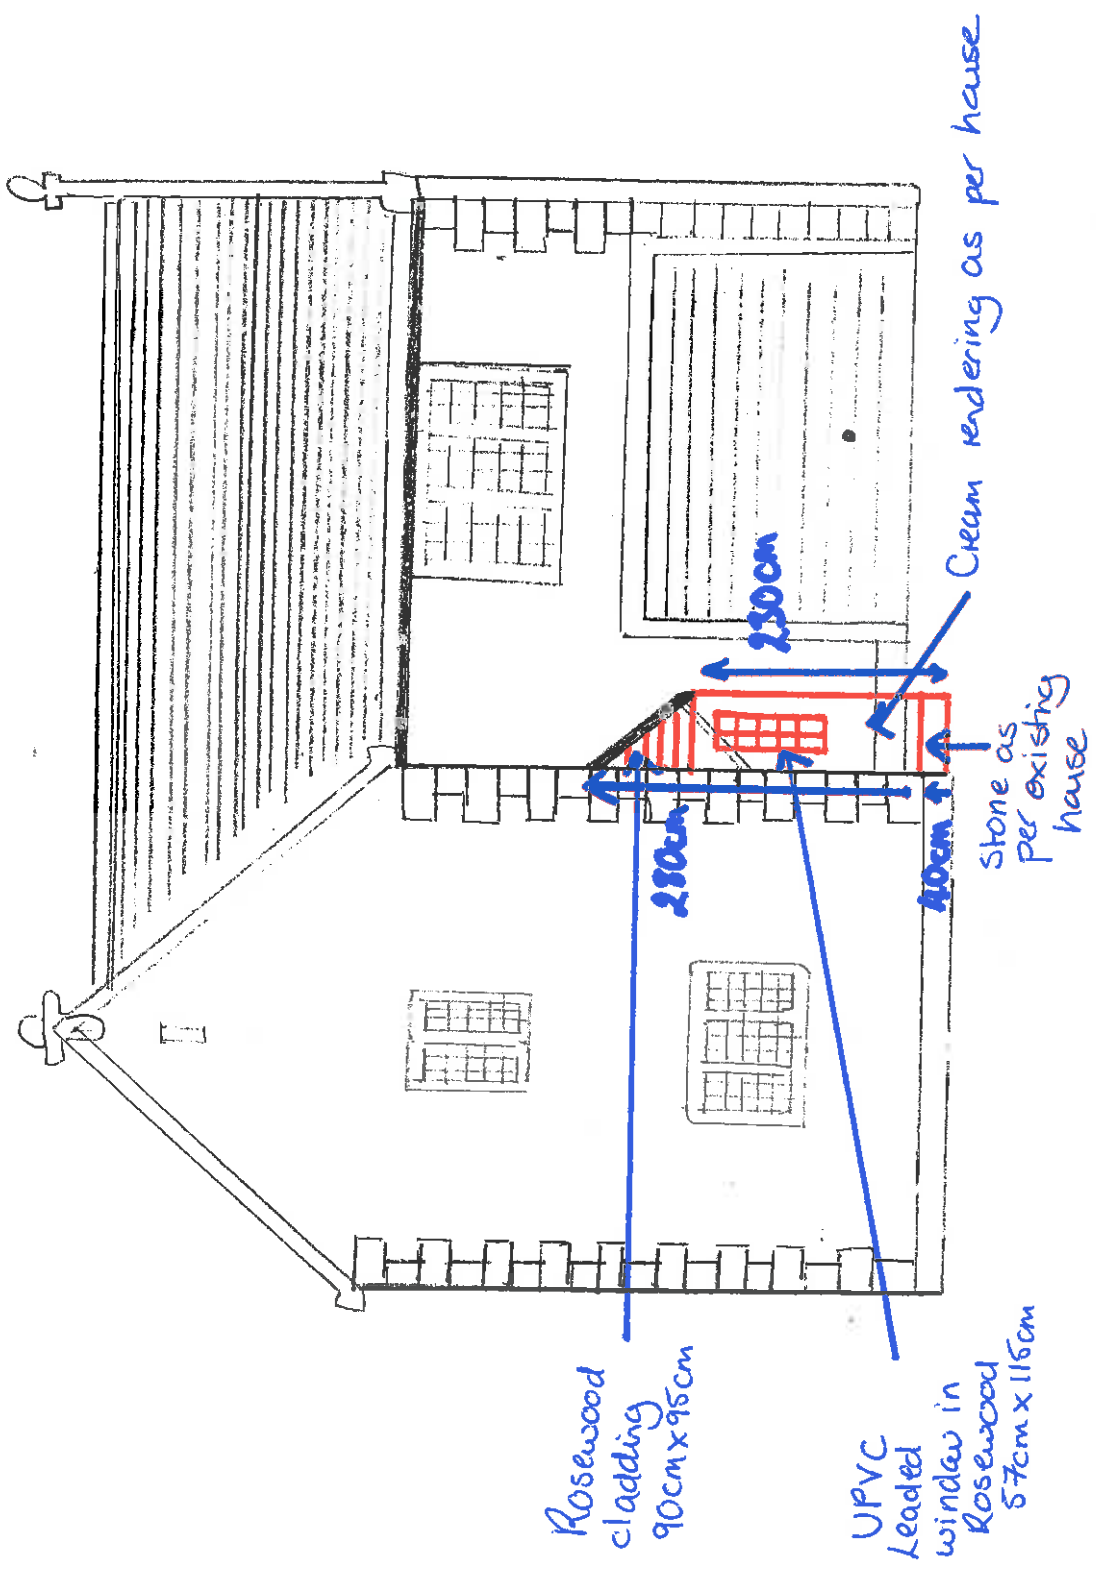 Rosewood
cladding
90cm x 95cm
UPVC
Leaded
window in
Rosewood
57cm x 115cm
280cm
230cm
40cm
Stone as
per existing
house
Cream rendering as per house